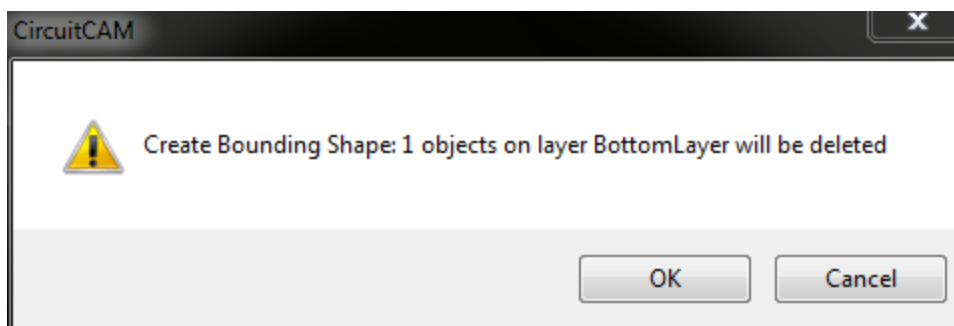 CircuitCAM
Create Bounding Shape: 1 objects on layer BottomLayer will be deleted
OK
Cancel